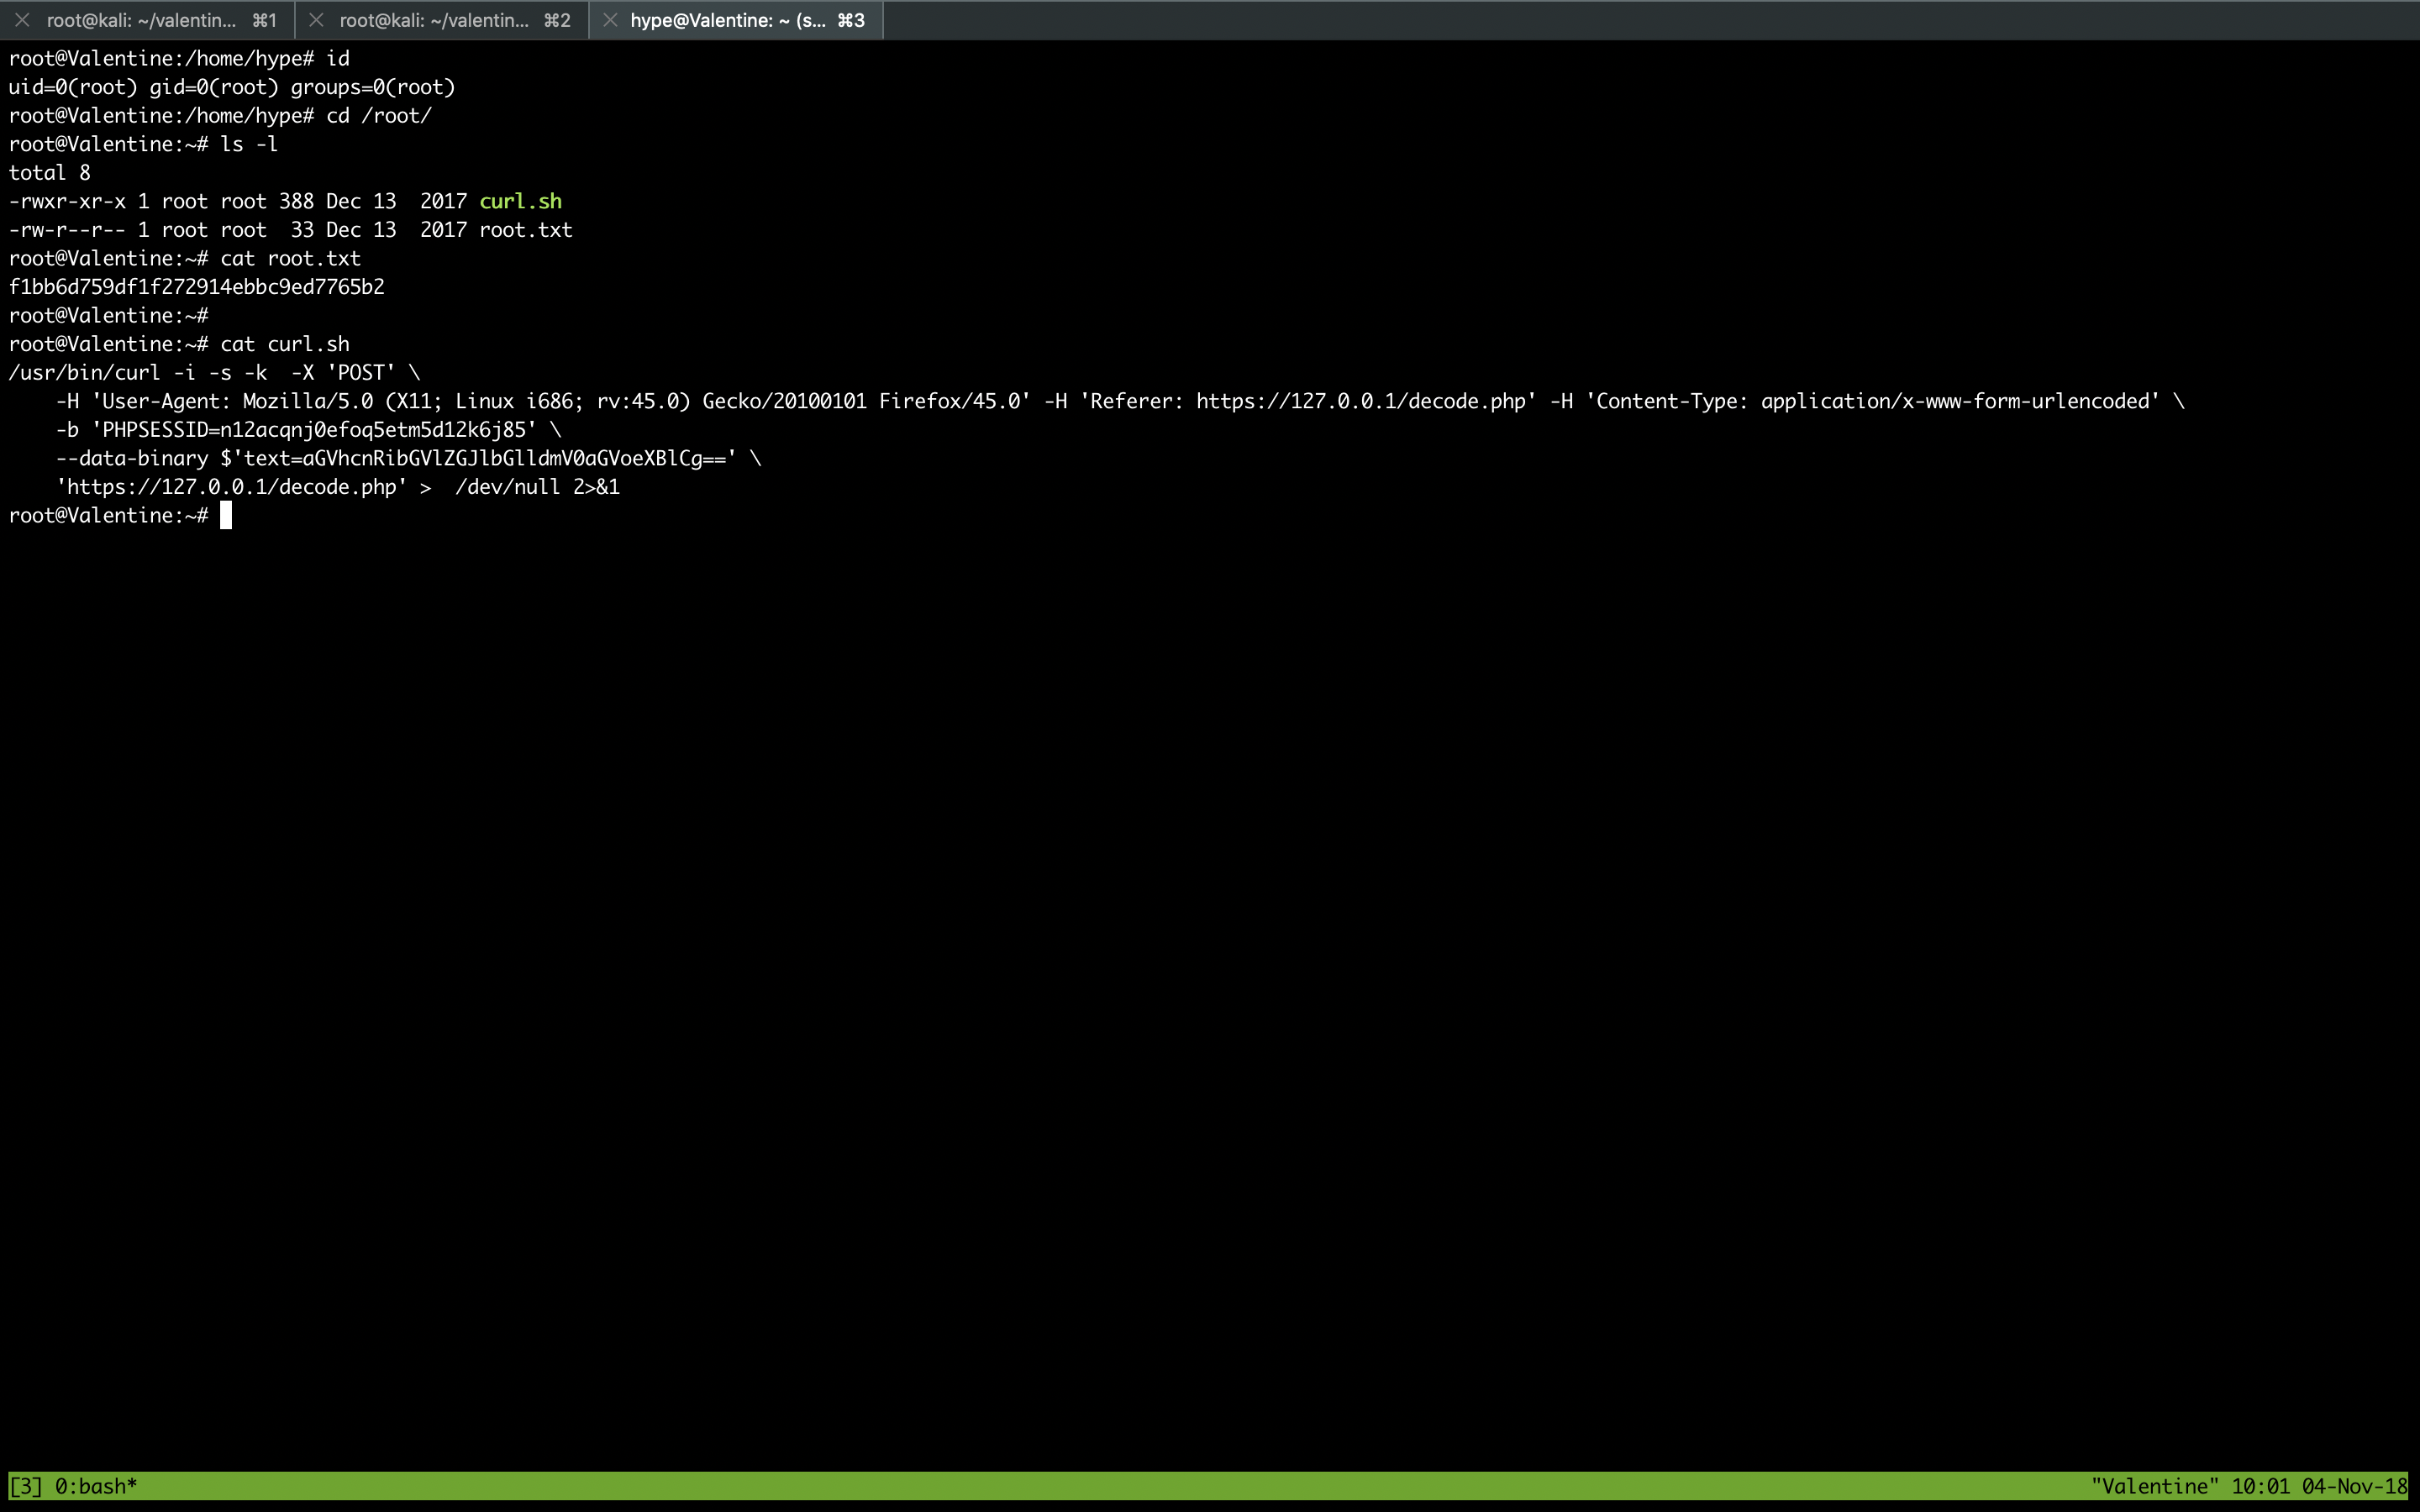 root@kali: ~/valentin... ⌘1 root@kali: ~/valentin... ⌘2 hype@Valentine: ~ (s... ⌘3
root@Valentine:/home/hype# id
uid=0(root) gid=0(root) groups=0(root)
root@Valentine:/home/hype# cd /root/
root@Valentine:~# ls -l
total 8
-rwxr-xr-x 1 root root 388 Dec 13  2017 curl.sh
-rw-r--r-- 1 root root  33 Dec 13  2017 root.txt
root@Valentine:~# cat root.txt
f1bb6d759df1f272914ebbc9ed7765b2
root@Valentine:~#
root@Valentine:~# cat curl.sh
/usr/bin/curl -i -s -k  -X 'POST' \
    -H 'User-Agent: Mozilla/5.0 (X11; Linux i686; rv:45.0) Gecko/20100101 Firefox/45.0' -H 'Referer: https://127.0.0.1/decode.php' -H 'Content-Type: application/x-www-form-urlencoded' \
    -b 'PHPSESSID=n12acqnj0efoq5etm5d12k6j85' \
    --data-binary $'text=aGVhcnRibGVlZGJlbGlldmV0aGVoeXBlCg==' \
    'https://127.0.0.1/decode.php' >  /dev/null 2>&1
root@Valentine:~#
[3] 0:bash* "Valentine" 10:01 04-Nov-18